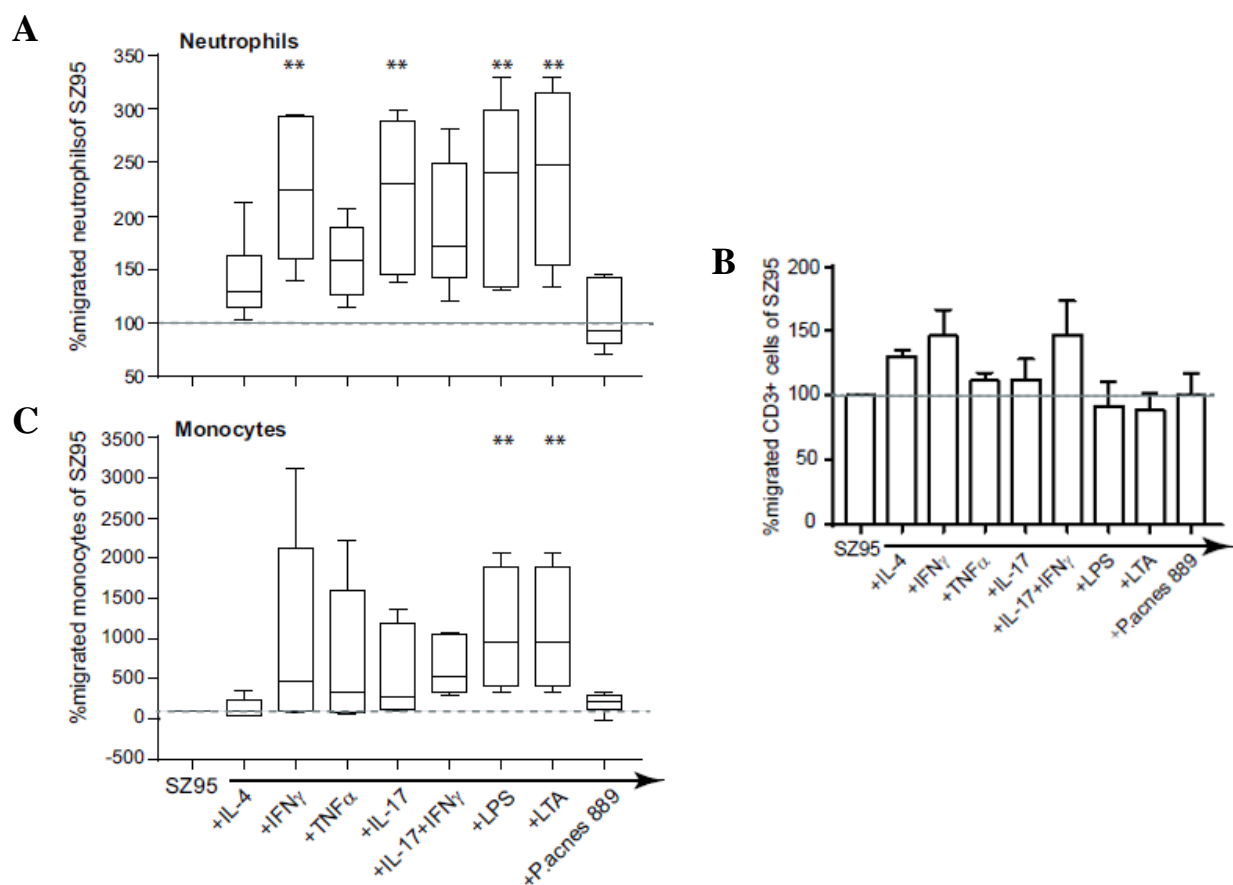 A
Neutrophils
%migrated neutrophilsof SZ95
350
300
250
200
150
100
50
** ** ** **
B
%migrated CD3+ cells of SZ95
200
150
100
50
0
SZ95
+IL-4
+IFNγ
+TNFα
+IL-17
+IL-17+IFNγ
+LPS
+LTA
+P.acnes 889
C
Monocytes
%migrated monocytes of SZ95
3500
3000
2500
2000
1500
1000
500
0
-500
** **
SZ95
+IL-4
+IFNγ
+TNFα
+IL-17
+IL-17+IFNγ
+LPS
+LTA
+P.acnes 889